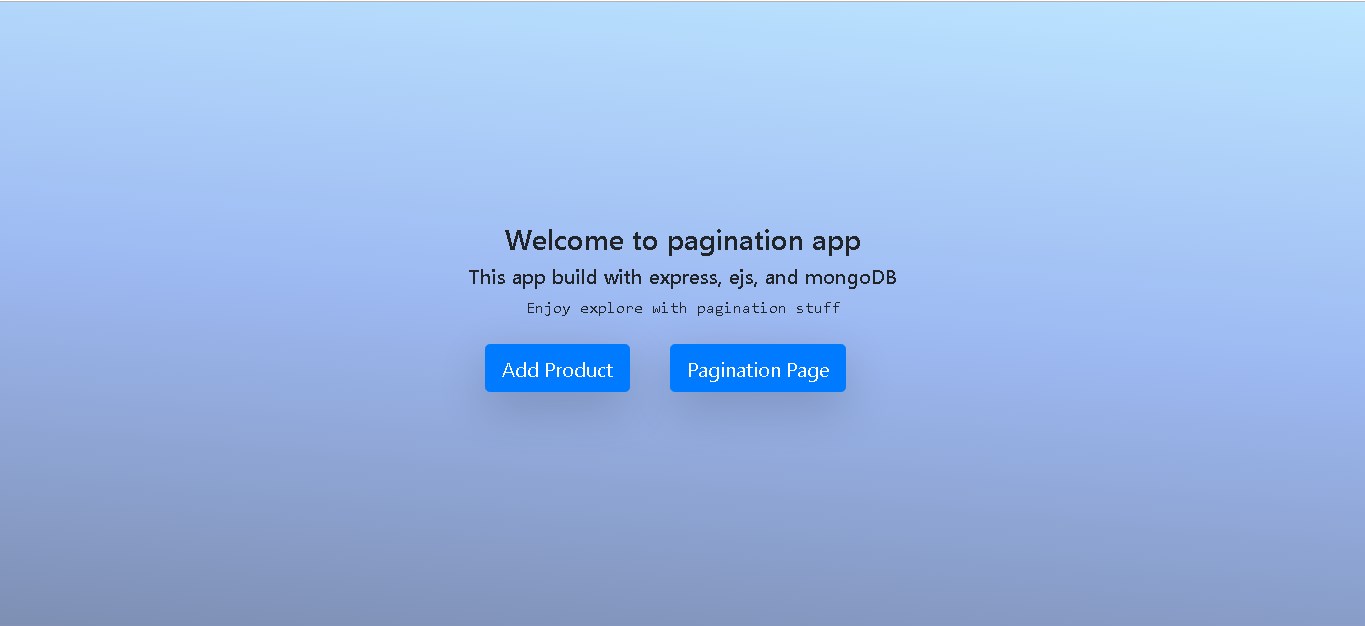 Welcome to pagination app
This app build with express, ejs, and mongoDB
Enjoy explore with pagination stuff
Add Product
Pagination Page